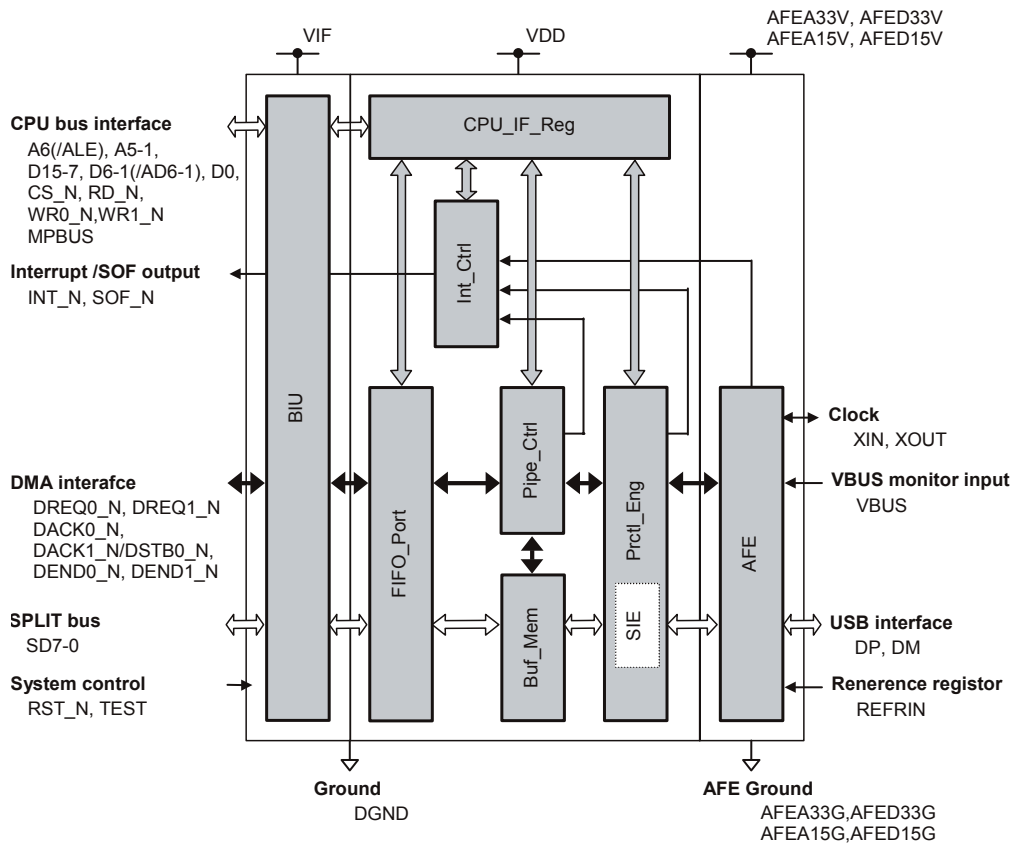 AFEA33V, AFED33V
AFEA15V, AFED15V
VIF
VDD
CPU bus interface
A6(/ALE), A5-1,
D15-7, D6-1(/AD6-1), D0,
CS_N, RD_N,
WR0_N,WR1_N
MPBUS
Interrupt /SOF output
INT_N, SOF_N
DMA interafce
DREQ0_N, DREQ1_N
DACK0_N,
DACK1_N/DSTB0_N,
DEND0_N, DEND1_N
SPLIT bus
SD7-0
System control
RST_N, TEST
BIU
CPU_IF_Reg
Int_Ctrl
FIFO_Port
Pipe_Ctrl
Buf_Mem
Prctl_Eng
SIE
AFE
Clock
XIN, XOUT
VBUS monitor input
VBUS
USB interface
DP, DM
Renerence registor
REFRIN
Ground
DGND
AFE Ground
AFEA33G,AFED33G
AFEA15G,AFED15G